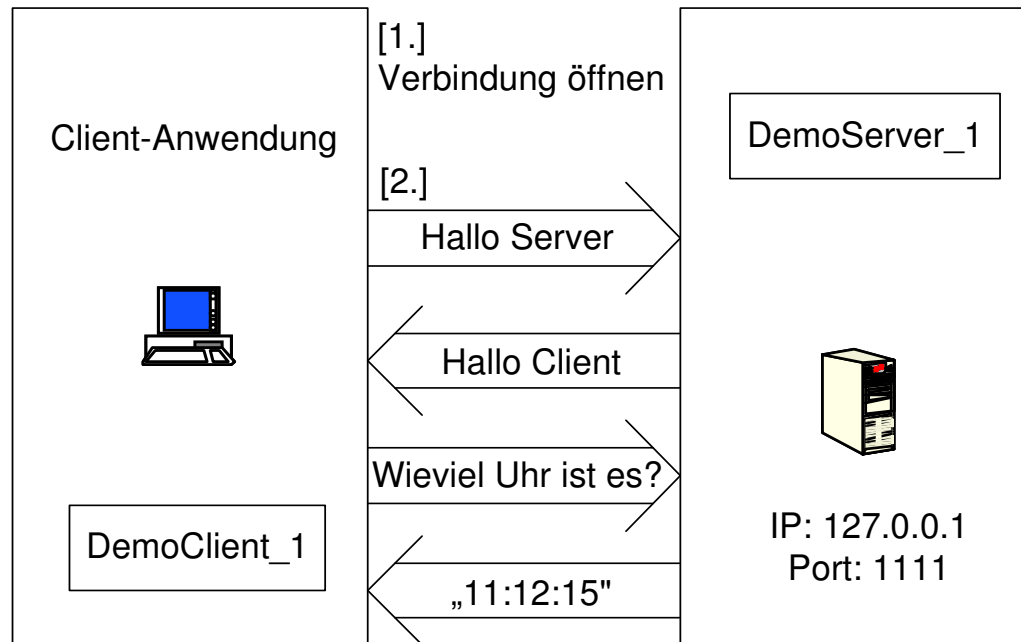 [1.]
Verbindung öffnen
Client-Anwendung
DemoServer_1
[2.]
Hallo Server
Hallo Client
Wieviel Uhr ist es?
IP: 127.0.0.1
Port: 1111
DemoClient_1
„11:12:15"